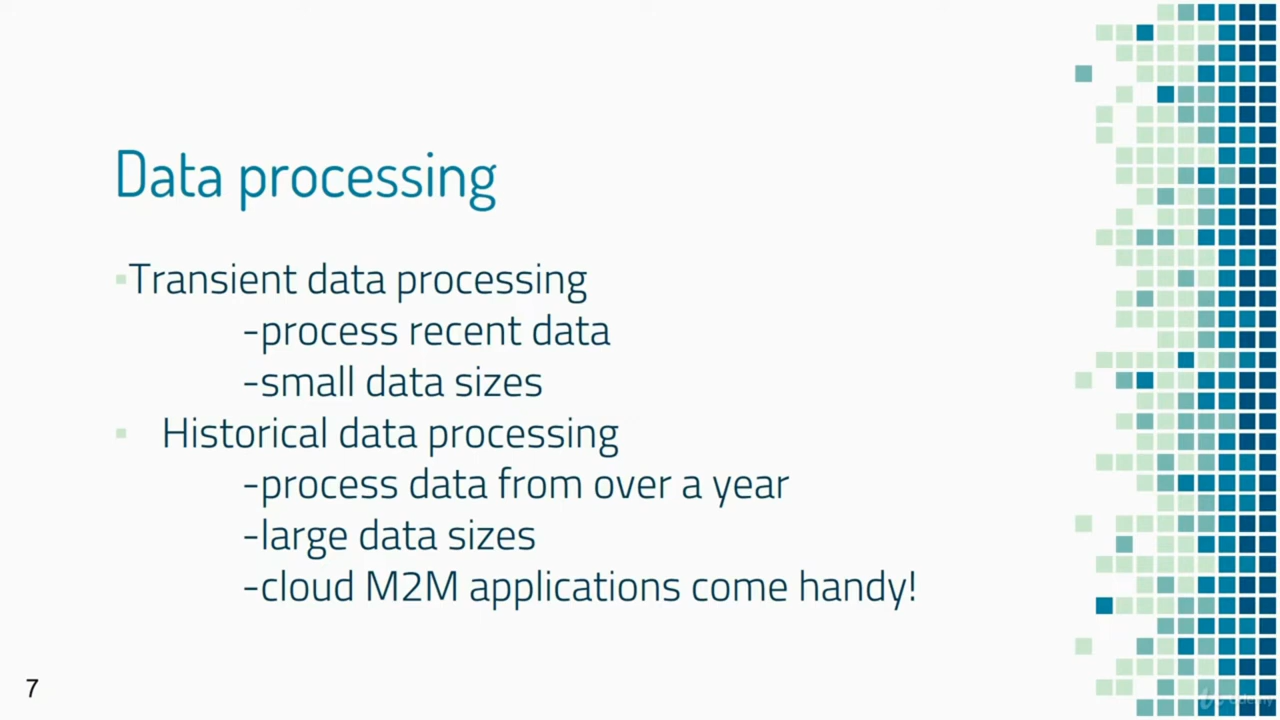 Data processing
▪Transient data processing
-process recent data
-small data sizes
▪ Historical data processing
-process data from over a year
-large data sizes
-cloud M2M applications come handy!
7
udemy